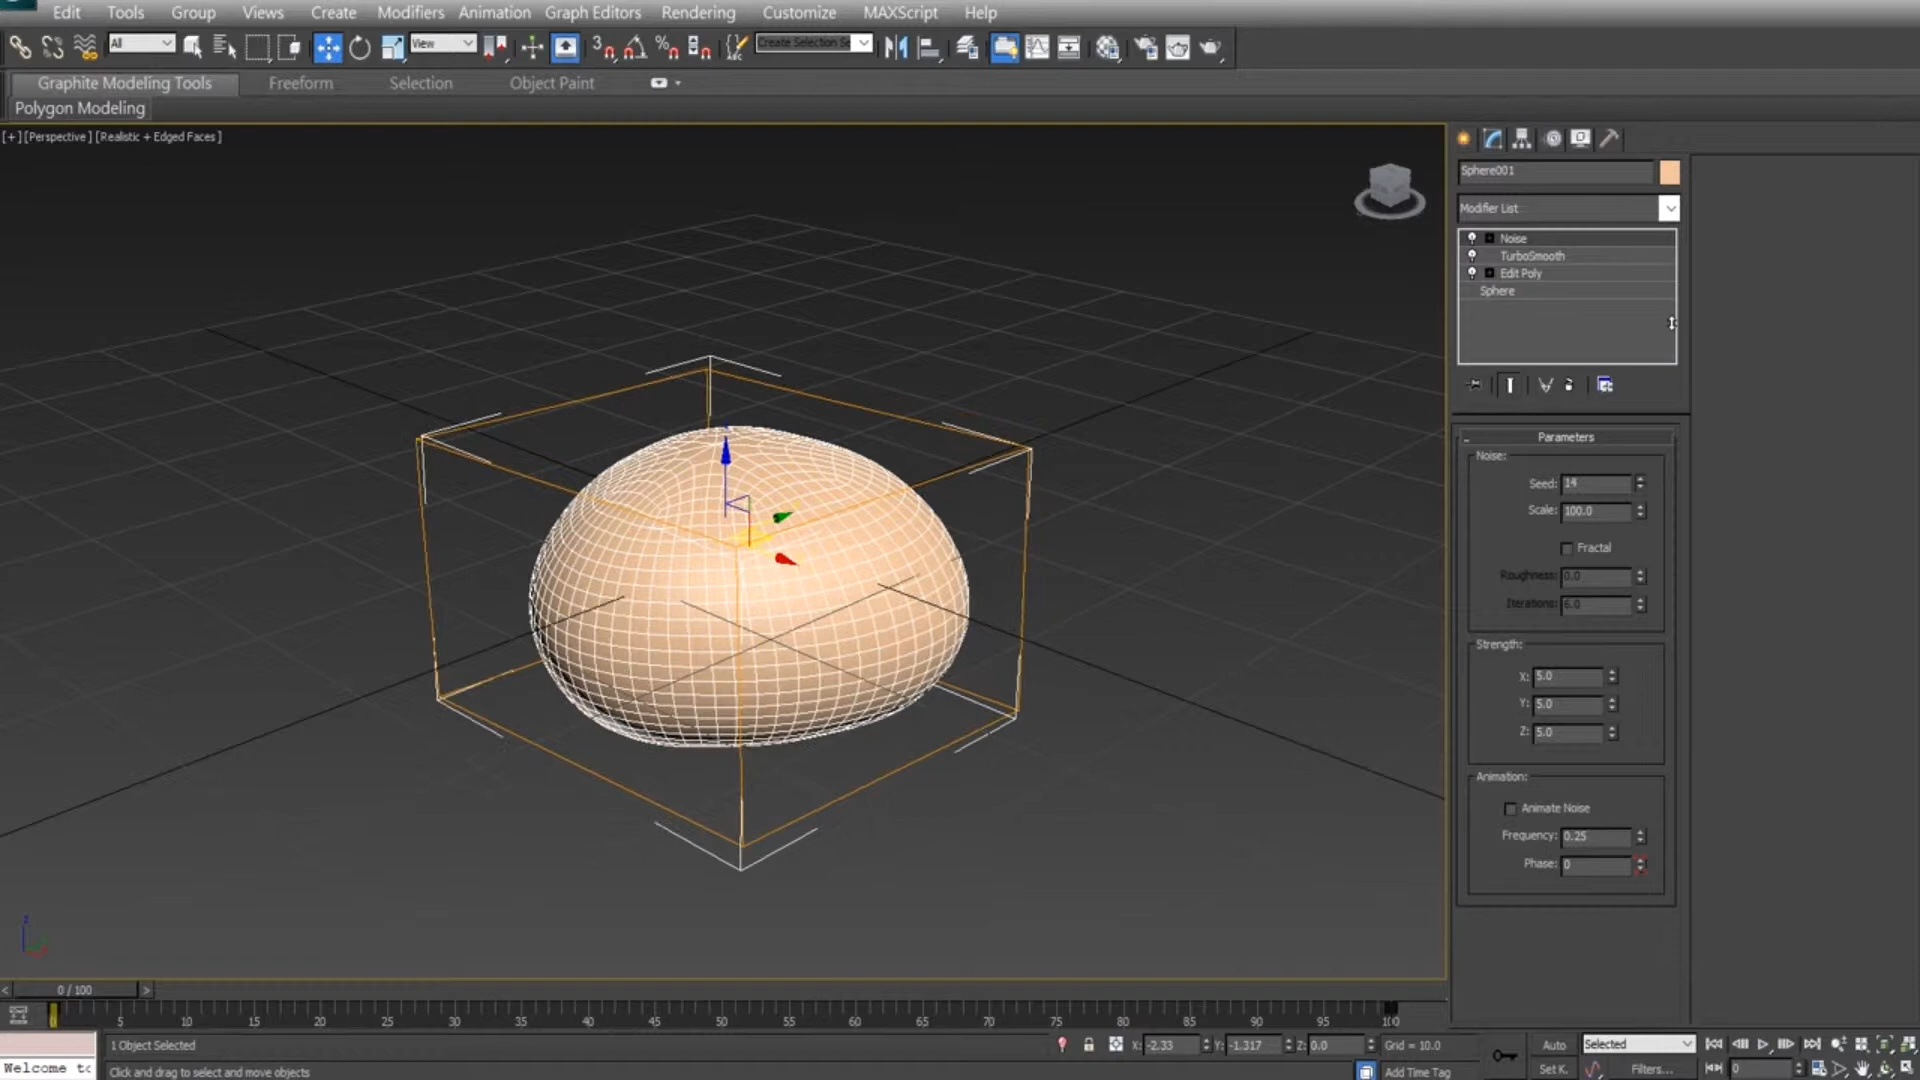 Edit Tools Group Views Create Modifiers Animation Graph Editors Rendering Customize MAXScript Help
All View Create Selection Se
Graphite Modeling Tools Freeform Selection Object Paint
Polygon Modeling
[+] [Perspective] [Realistic + Edged Faces]
Sphere001
Modifier List
Noise
TurboSmooth
Edit Poly
Sphere
Parameters
Noise:
Seed: 14
Scale: 100.0
Fractal
Roughness: 0.0
Iterations: 6.0
Strength:
X: 5.0
Y: 5.0
Z: 5.0
Animation:
Animate Noise
Frequency: 0.25
Phase: 0
z
< 0 / 100 >
0 5 10 15 20 25 30 35 40 45 50 55 60 65 70 75 80 85 90 95 100
1 Object Selected X: -2.33 Y: -1.317 Z: 0.0 Grid = 10.0 Auto Selected
Welcome to Click and drag to select and move objects Add Time Tag Set K. Filters... 0